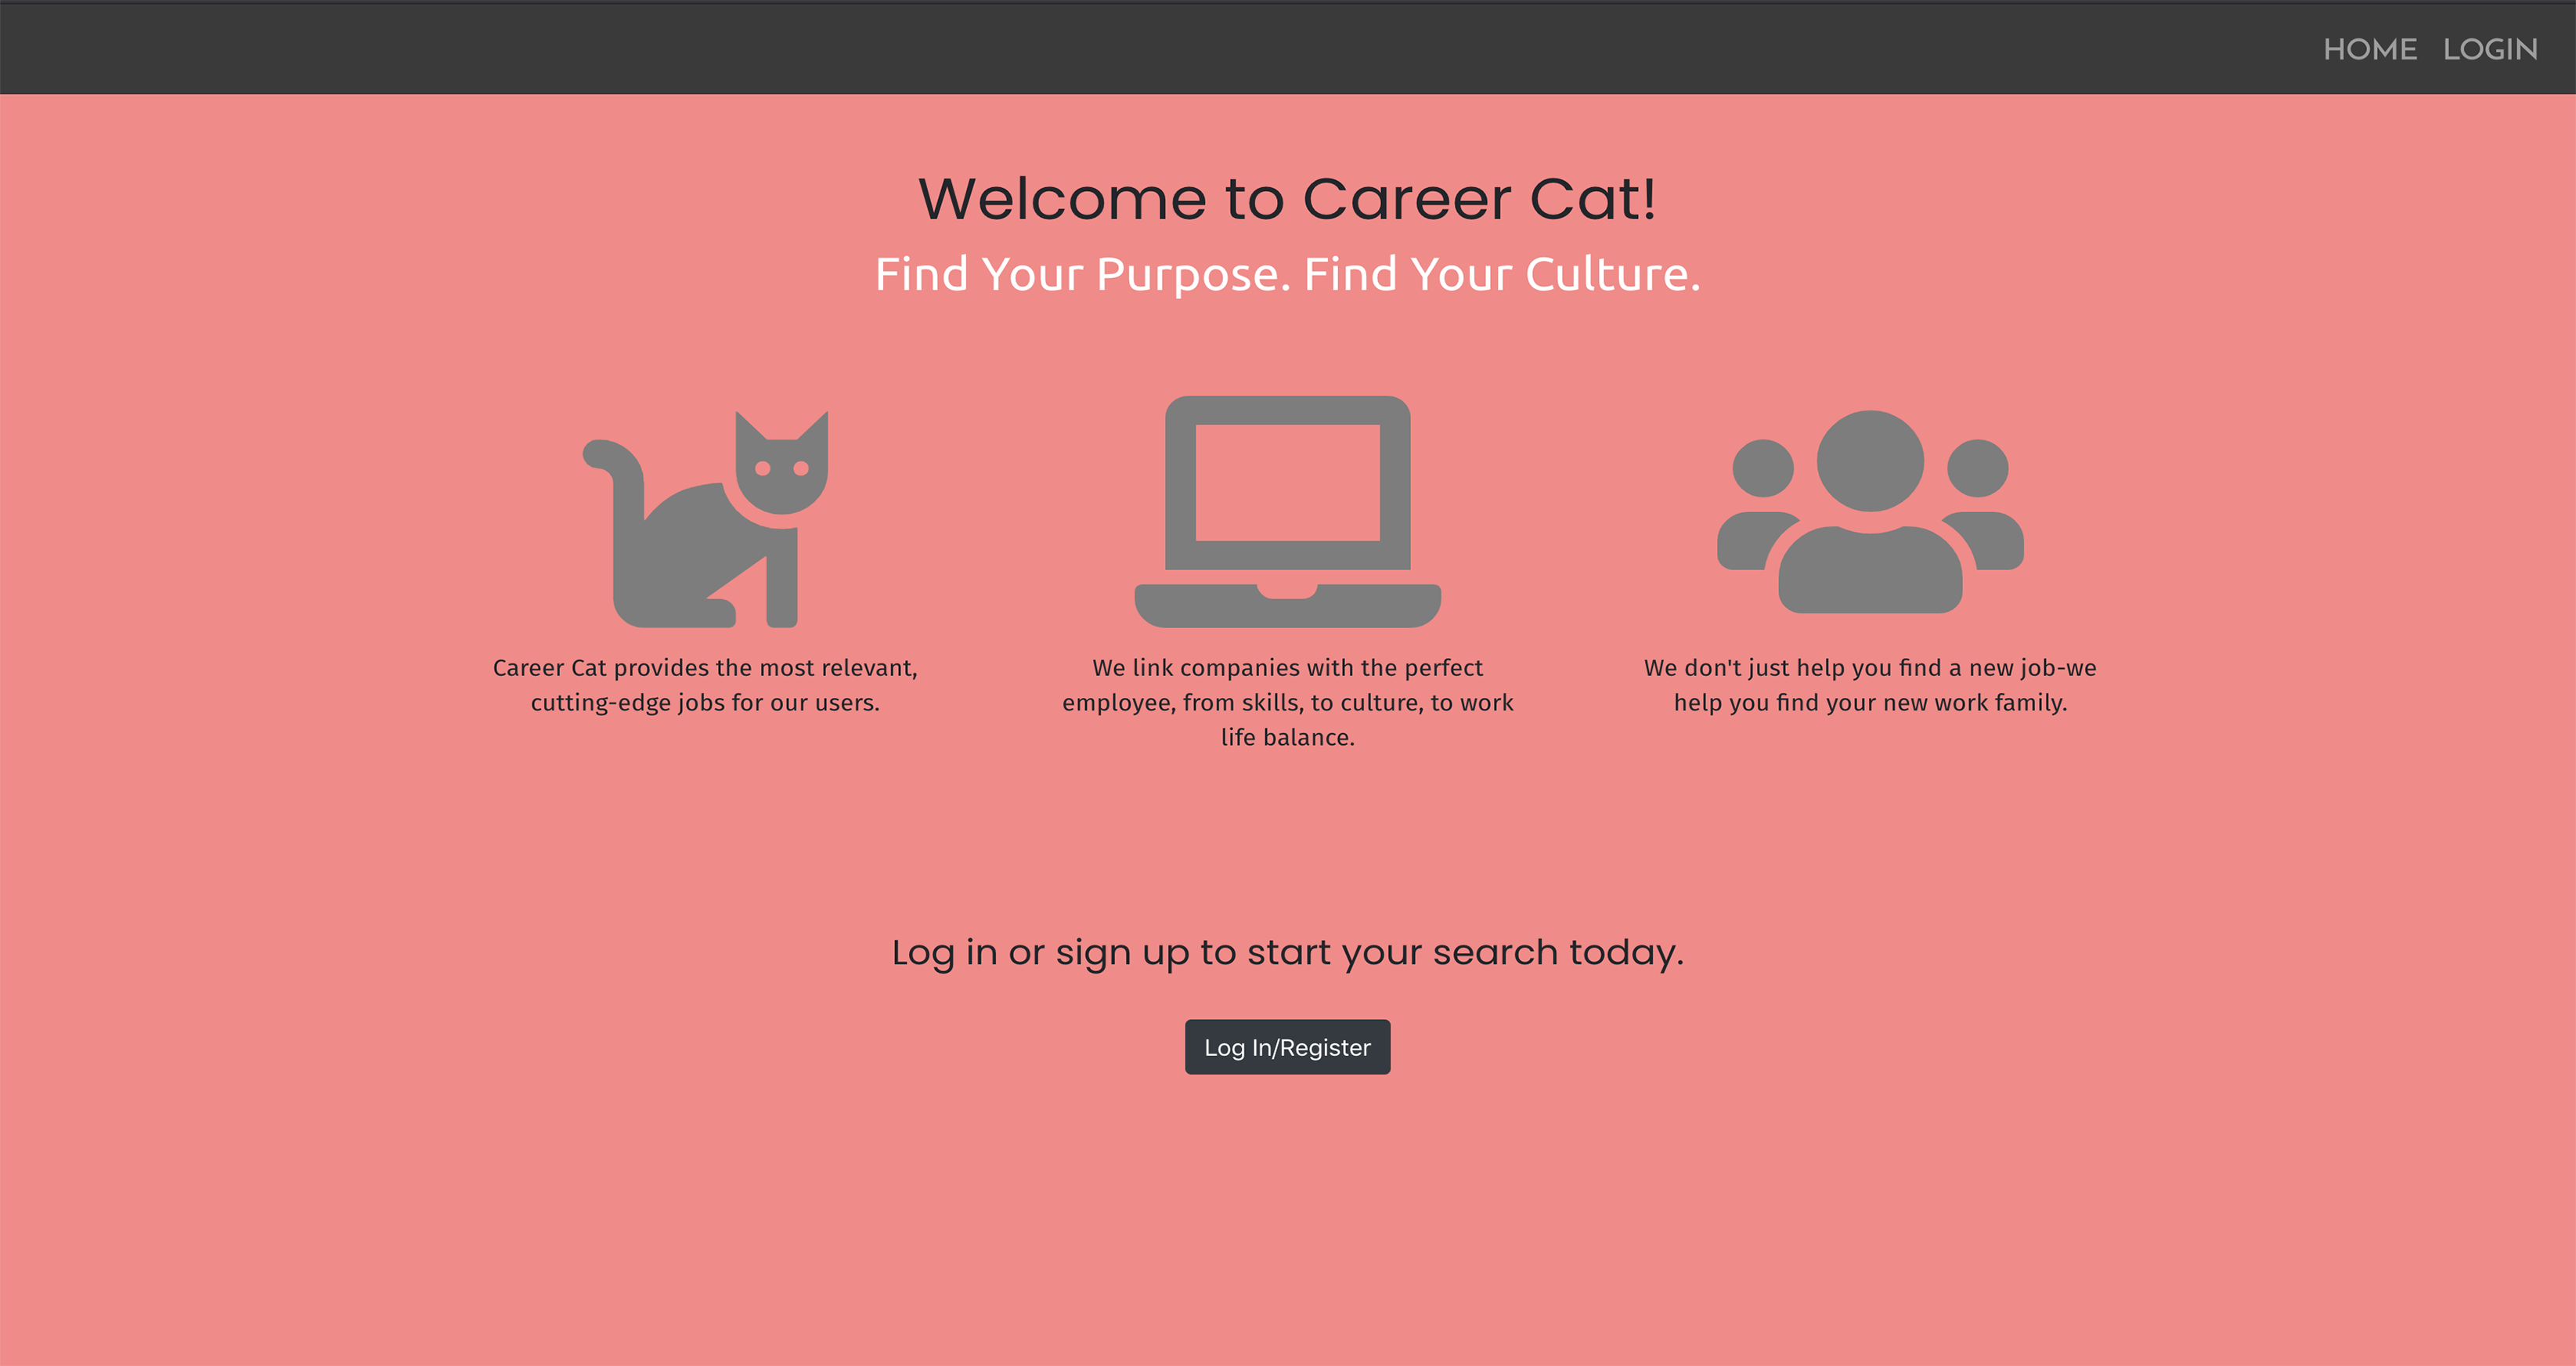 HOME LOGIN
Welcome to Career Cat!
Find Your Purpose. Find Your Culture.
Career Cat provides the most relevant,
cutting-edge jobs for our users.
We link companies with the perfect
employee, from skills, to culture, to work
life balance.
We don't just help you find a new job-we
help you find your new work family.
Log in or sign up to start your search today.
Log In/Register